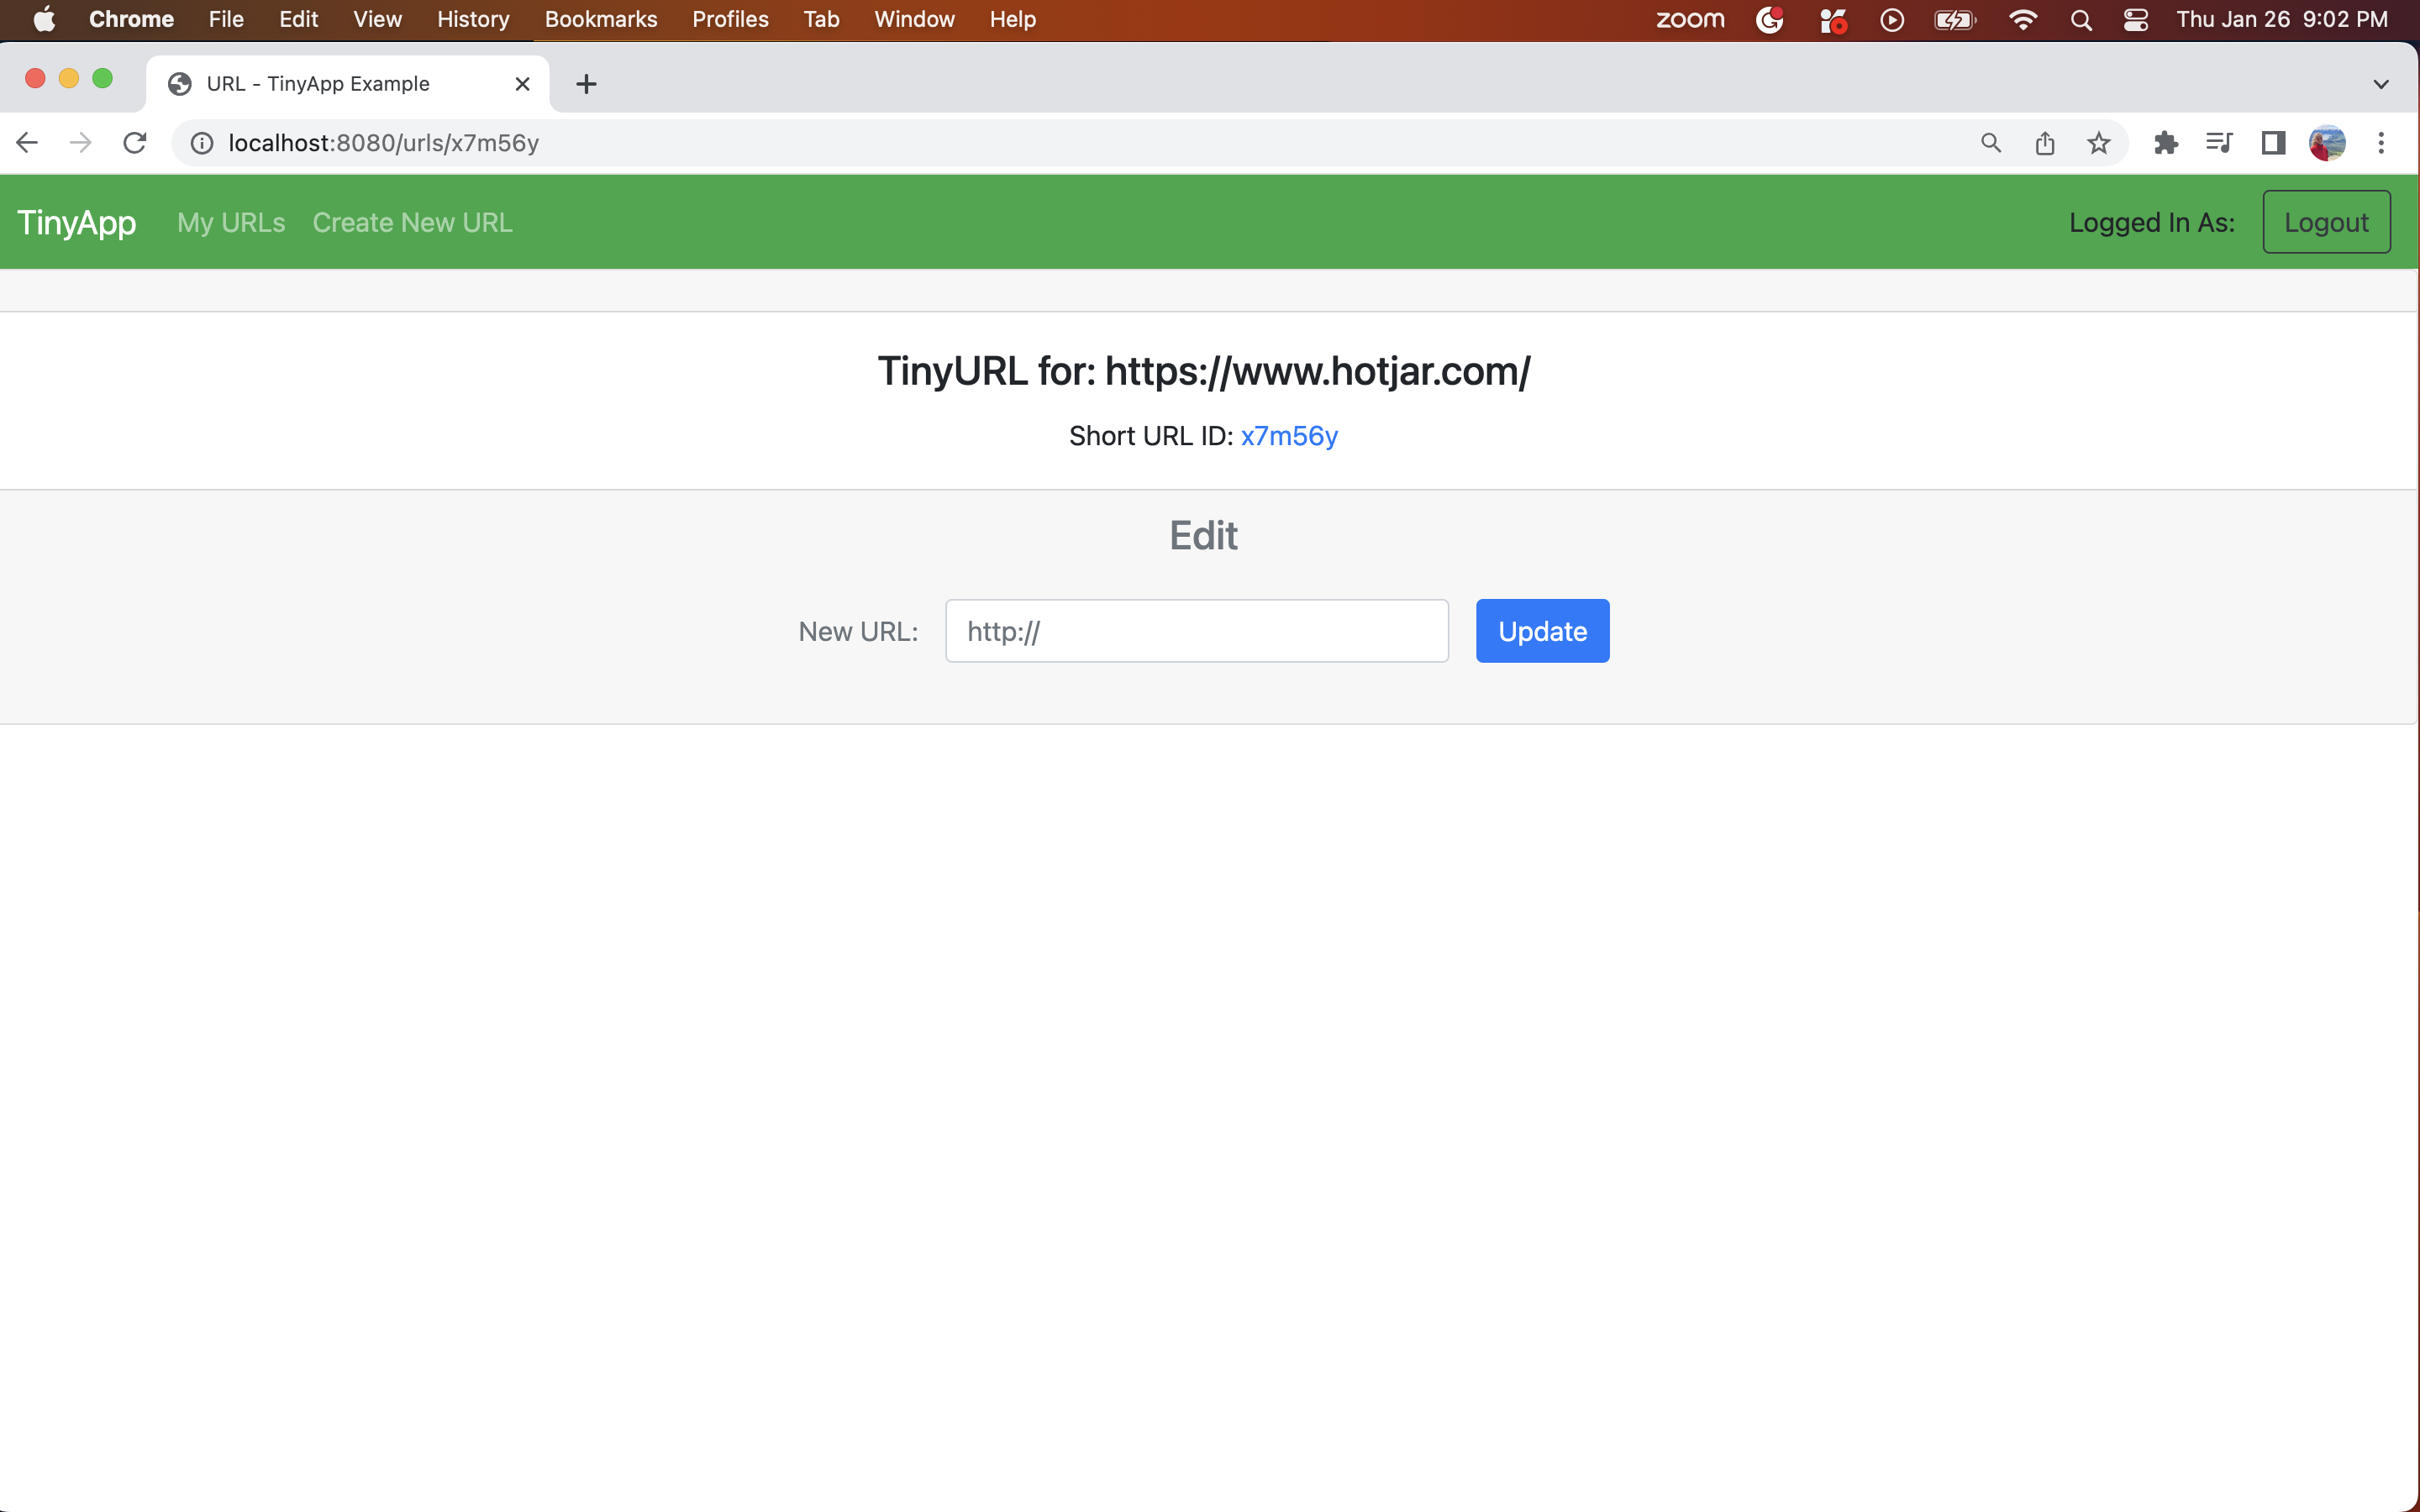 Chrome File Edit View History Bookmarks Profiles Tab Window Help zoom Thu Jan 26 9:02 PM
URL - TinyApp Example
localhost:8080/urls/x7m56y
TinyApp My URLs Create New URL Logged In As: Logout
TinyURL for: https://www.hotjar.com/
Short URL ID: x7m56y
Edit
New URL: http:// Update